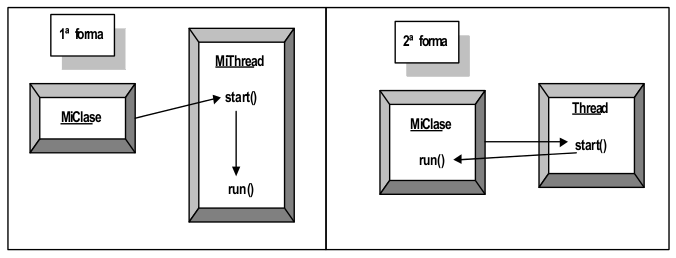 1ª forma
MiClase
MiThread
start()
run()
2ª forma
MiClase
run()
Thread
start()